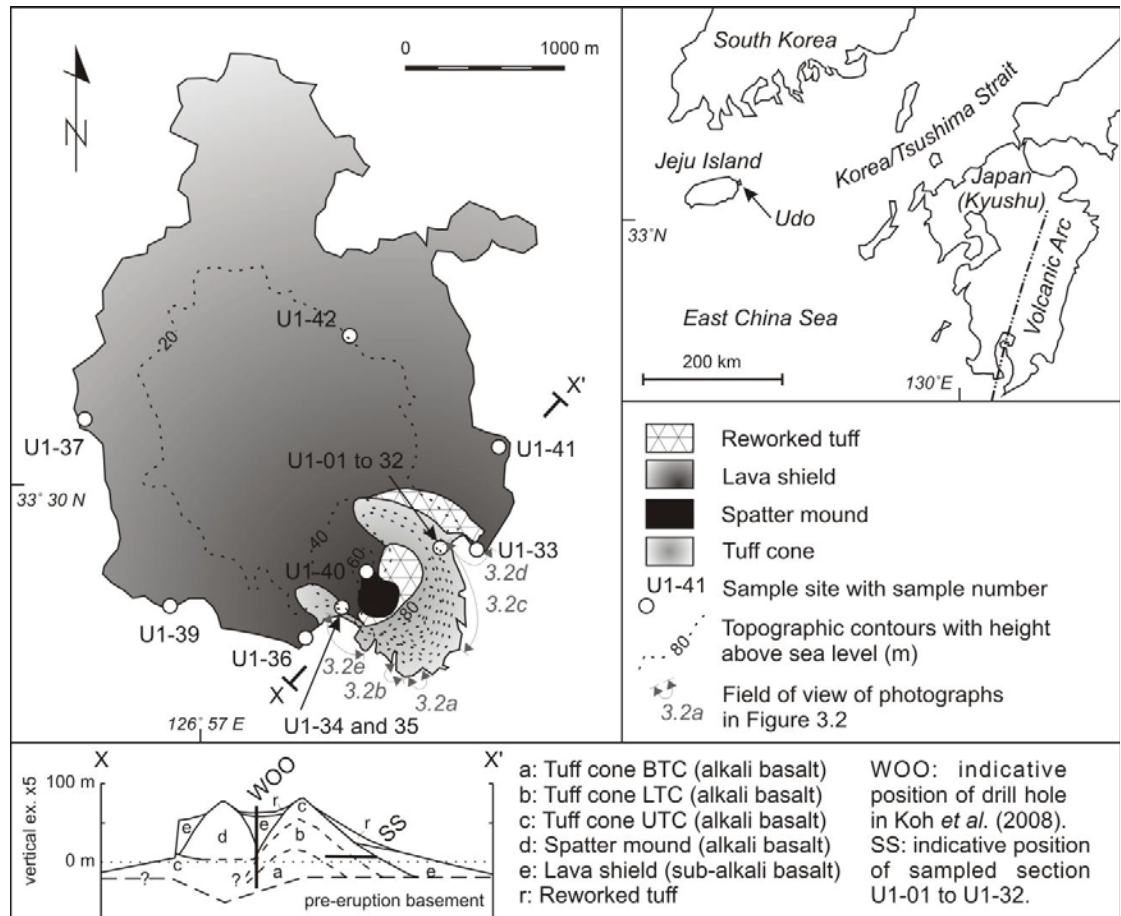 0 1000 m
N
20
U1-42
X'
U1-37
U1-41
U1-01 to 32
33° 30 N
40
60
U1-40
U1-33
3.2d
3.2c
80
U1-39
U1-36
3.2e
X
3.2b
3.2a
126° 57 E
U1-34 and 35
South Korea
Korea/Tsushima Strait
Jeju Island
Japan
(Kyushu)
Udo
33˚N
Volcanic Arc
East China Sea
200 km
130˚E
Reworked tuff
Lava shield
Spatter mound
Tuff cone
U1-41 Sample site with sample number
80 Topographic contours with height
above sea level (m)
3.2a Field of view of photographs
in Figure 3.2
X X'
vertical ex. x5
100 m
0 m
WOO
SS
e d c r e c b r
? ? a e
pre-eruption basement
a: Tuff cone BTC (alkali basalt)
b: Tuff cone LTC (alkali basalt)
c: Tuff cone UTC (alkali basalt)
d: Spatter mound (alkali basalt)
e: Lava shield (sub-alkali basalt)
r: Reworked tuff
WOO: indicative
position of drill hole
in Koh et al. (2008).
SS: indicative position
of sampled section
U1-01 to U1-32.